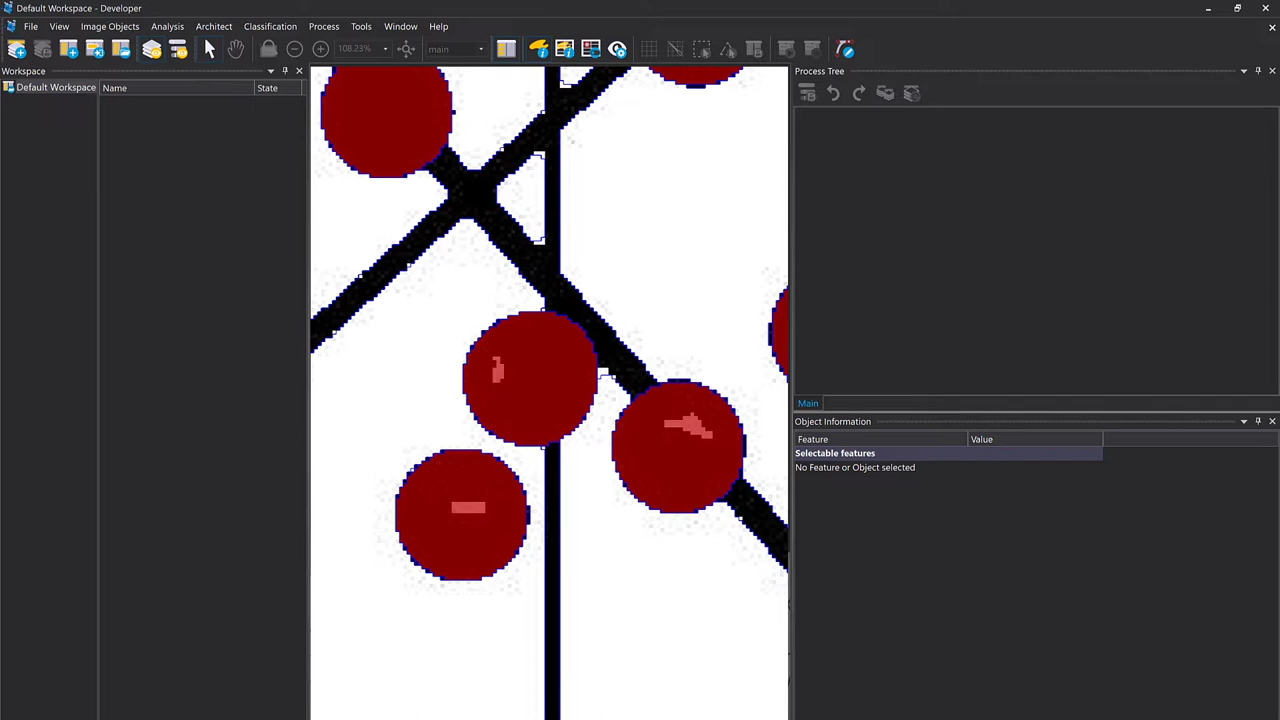 Default Workspace - Developer
File View Image Objects Analysis Architect Classification Process Tools Window Help
108.23% main
Workspace
Default Workspace Name State
Process Tree
Main
Object Information
Feature Value
Selectable features
No Feature or Object selected